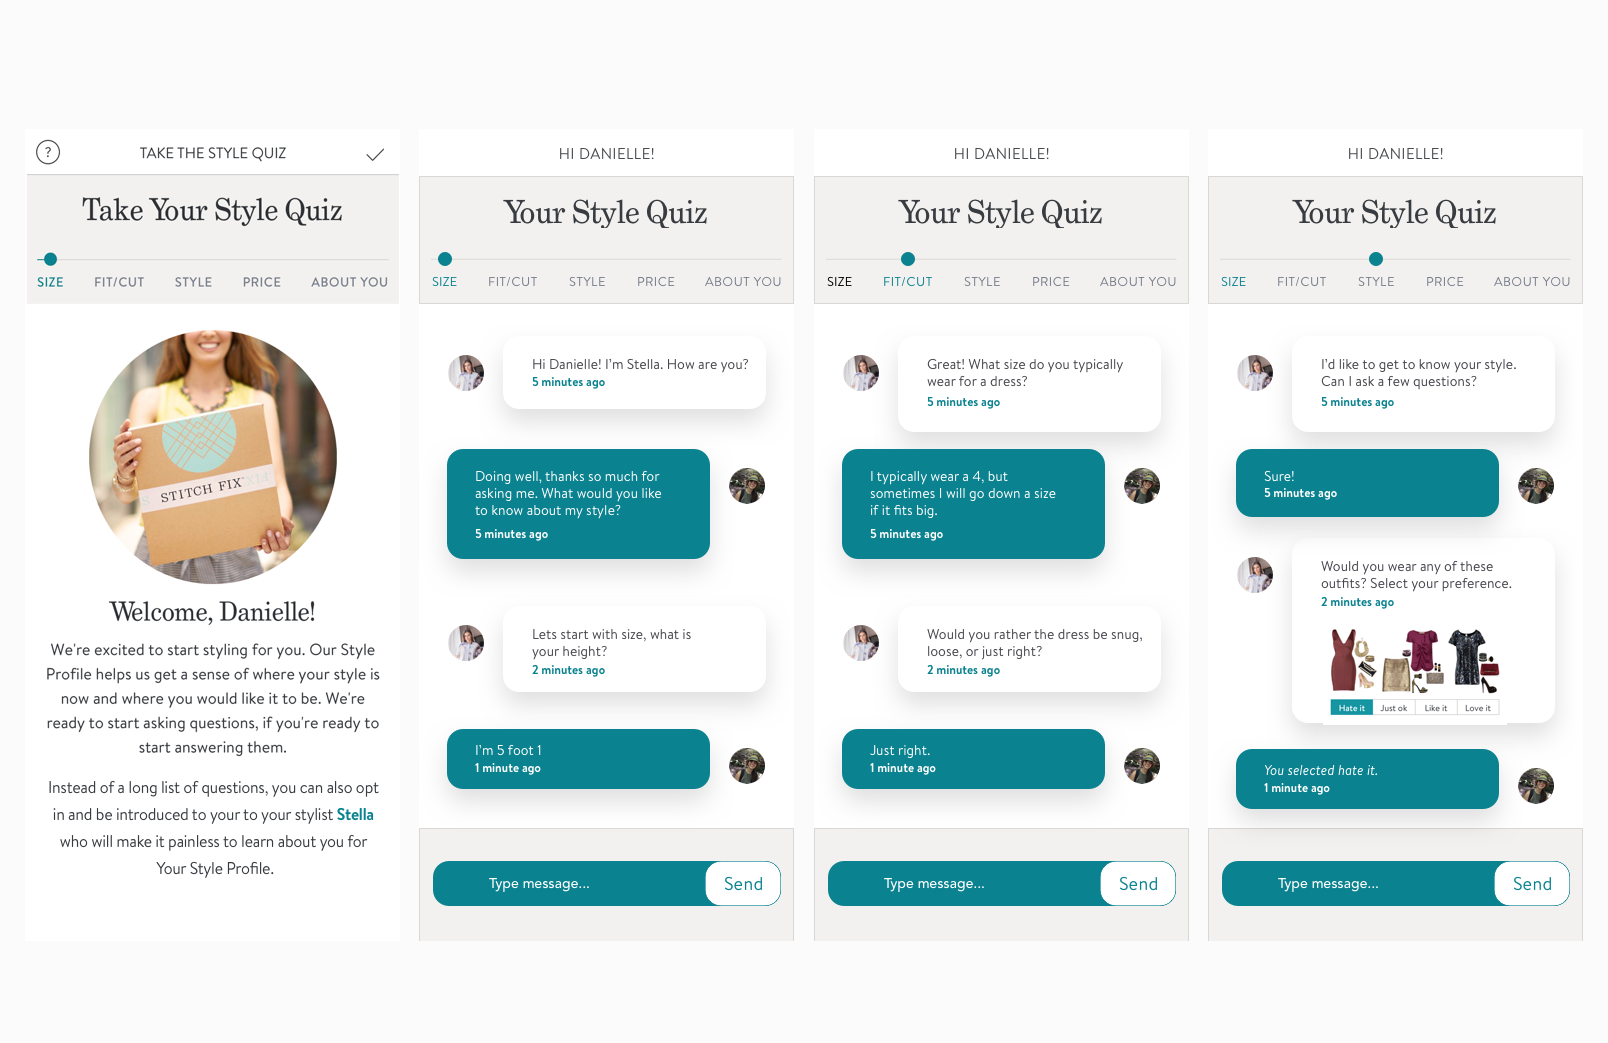 ?
TAKE THE STYLE QUIZ
Take Your Style Quiz
SIZE FIT/CUT STYLE PRICE ABOUT YOU
STITCH FIX
Welcome, Danielle!
We're excited to start styling for you. Our Style
Profile helps us get a sense of where your style is
now and where you would like it to be. We're
ready to start asking questions, if you're ready to
start answering them.
Instead of a long list of questions, you can also opt
in and be introduced to your to your stylist Stella
who will make it painless to learn about you for
Your Style Profile.
HI DANIELLE!
Your Style Quiz
SIZE FIT/CUT STYLE PRICE ABOUT YOU
Hi Danielle! I'm Stella. How are you?
5 minutes ago
Doing well, thanks so much for
asking me. What would you like
to know about my style?
5 minutes ago
Lets start with size, what is
your height?
2 minutes ago
I'm 5 foot 1
1 minute ago
Type message...
Send
HI DANIELLE!
Your Style Quiz
SIZE FIT/CUT STYLE PRICE ABOUT YOU
Great! What size do you typically
wear for a dress?
5 minutes ago
I typically wear a 4, but
sometimes I will go down a size
if it fits big.
5 minutes ago
Would you rather the dress be snug,
loose, or just right?
2 minutes ago
Just right.
1 minute ago
Type message...
Send
HI DANIELLE!
Your Style Quiz
SIZE FIT/CUT STYLE PRICE ABOUT YOU
I'd like to get to know your style.
Can I ask a few questions?
5 minutes ago
Sure!
5 minutes ago
Would you wear any of these
outfits? Select your preference.
2 minutes ago
Hate it Just ok Like it Love it
You selected hate it.
1 minute ago
Type message...
Send